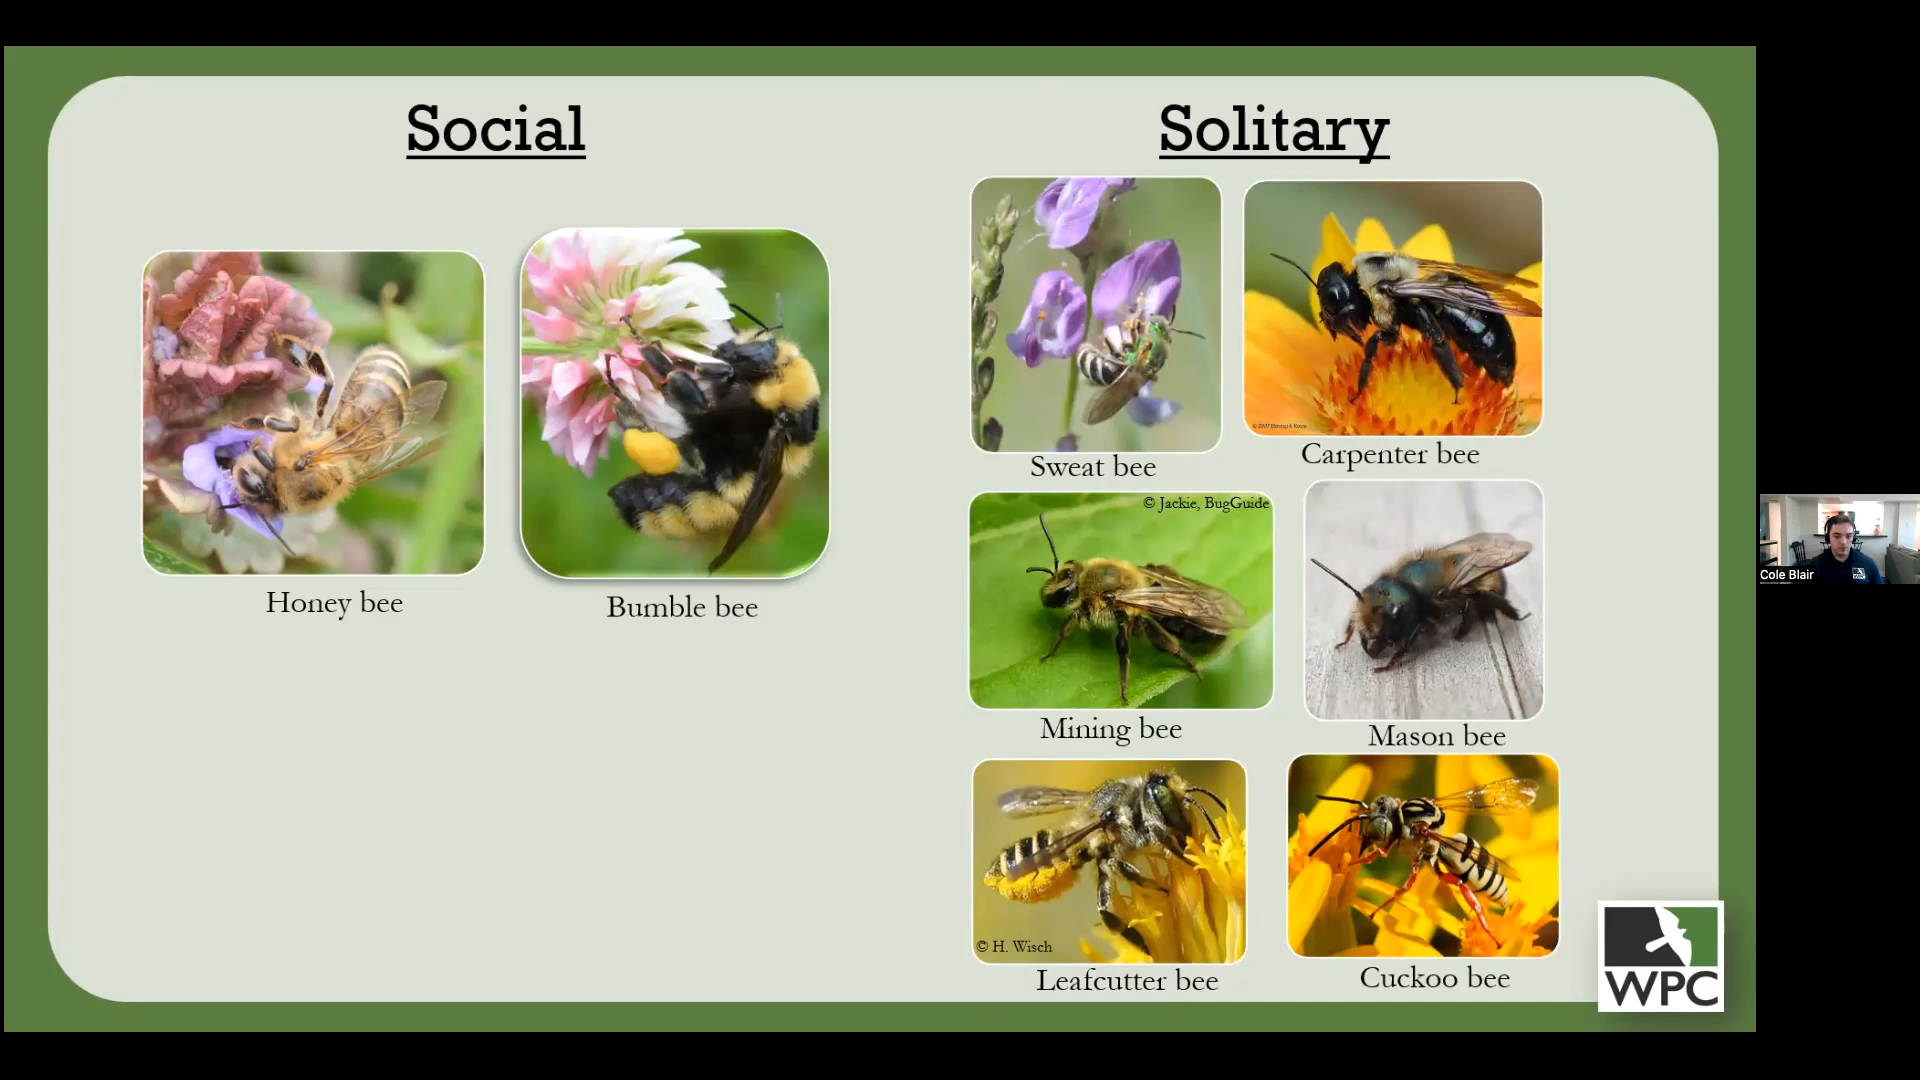 Social
Solitary
Honey bee
Bumble bee
Sweat bee
Carpenter bee
© Jackie, BugGuide
Mining bee
Mason bee
© H. Wisch
Leafcutter bee
Cuckoo bee
WPC
Cole Blair